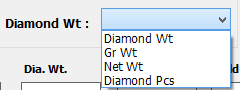 Diamond Wt :
Diamond Wt
Gr Wt
Net Wt
Diamond Pcs
Dia. Wt.